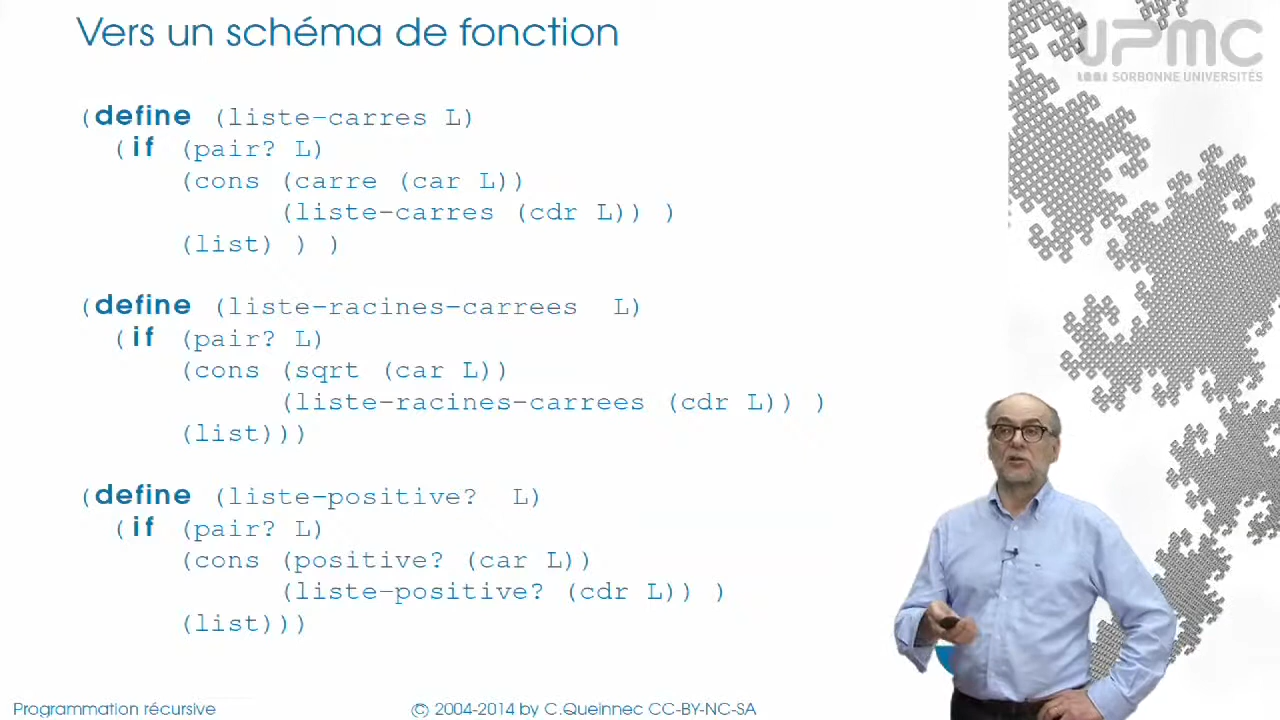 Vers un schéma de fonction
UPMC
SORBONNE UNIVERSITÉS
(define (liste-carres L)
(if (pair? L)
(cons (carre (car L))
(liste-carres (cdr L)) )
(list) ) )
(define (liste-racines-carrees L)
(if (pair? L)
(cons (sqrt (car L))
(liste-racines-carrees (cdr L)) )
(list)))
(define (liste-positive? L)
(if (pair? L)
(cons (positive? (car L))
(liste-positive? (cdr L)) )
(list)))
Programmation récursive
© 2004-2014 by C.Queinnec CC-BY-NC-SA